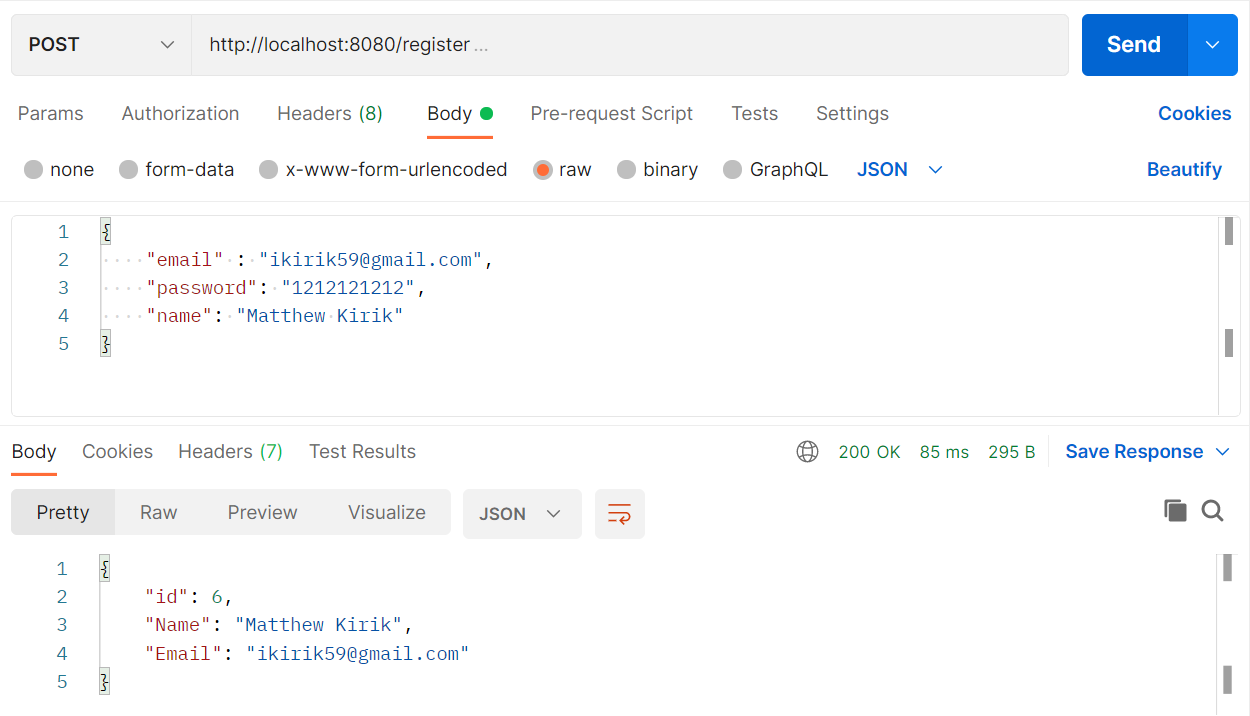 POST http://localhost:8080/register ... Send
Params Authorization Headers (8) Body Pre-request Script Tests Settings Cookies
none form-data x-www-form-urlencoded raw binary GraphQL JSON Beautify
1 {
2 "email" : "ikirik59@gmail.com",
3 "password": "1212121212",
4 "name": "Matthew Kirik"
5 }
Body Cookies Headers (7) Test Results 200 OK 85 ms 295 B Save Response
Pretty Raw Preview Visualize JSON
1 {
2 "id": 6,
3 "Name": "Matthew Kirik",
4 "Email": "ikirik59@gmail.com"
5 }